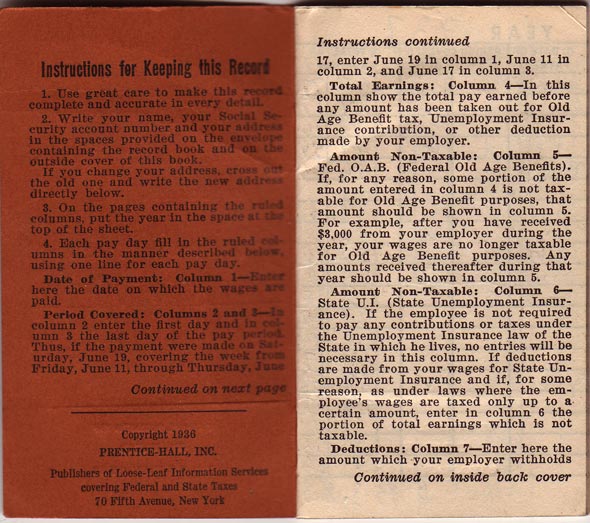 Instructions for Keeping this Record
1. Use great care to make this record
complete and accurate in every detail.
2. Write your name, your Social Se-
curity account number and your address
in the spaces provided on the envelope
containing the record book and on the
outside cover of this book.
If you change your address, cross out
the old one and write the new address
directly below.
3. On the pages containing the ruled
columns, put the year in the space at the
top of the sheet.
4. Each pay day fill in the ruled col-
umns in the manner described below,
using one line for each pay day.
Date of Payment: Column 1—Enter
here the date on which the wages are
paid.
Period Covered: Columns 2 and 3—In
column 2 enter the first day and in col-
umn 3 the last day of the pay period.
Thus, if the payment were made on Sat-
urday, June 19, covering the week from
Friday, June 11, through Thursday, June
Continued on next page
Copyright 1936
PRENTICE-HALL, INC.
Publishers of Loose-Leaf Information Services
covering Federal and State Taxes
70 Fifth Avenue, New York
Instructions continued
17, enter June 19 in column 1, June 11 in
column 2, and June 17 in column 3.
Total Earnings: Column 4—In this
column show the total pay earned before
any amount has been taken out for Old
Age Benefit tax, Unemployment Insur-
ance contribution, or other deduction
made by your employer.
Amount Non-Taxable: Column 5—
Fed. O.A.B. (Federal Old Age Benefits).
If, for any reason, some portion of the
amount entered in column 4 is not tax-
able for Old Age Benefit purposes, that
amount should be shown in column 5.
For example, after you have received
$3,000 from your employer during the
year, your wages are no longer taxable
for Old Age Benefit purposes. Any
amounts received thereafter during that
year should be shown in column 5.
Amount Non-Taxable: Column 6—
State U.I. (State Unemployment Insur-
ance). If the employee is not required
to pay any contributions or taxes under
the Unemployment Insurance law of the
State in which he lives, no entries will be
necessary in this column. If deductions
are made from your wages for State Un-
employment Insurance and if, for some
reason, as under laws where the em-
ployee's wages are taxed only up to a
certain amount, enter in column 6 the
portion of total earnings which is not
taxable.
Deductions: Column 7—Enter here the
amount which your employer withholds
Continued on inside back cover